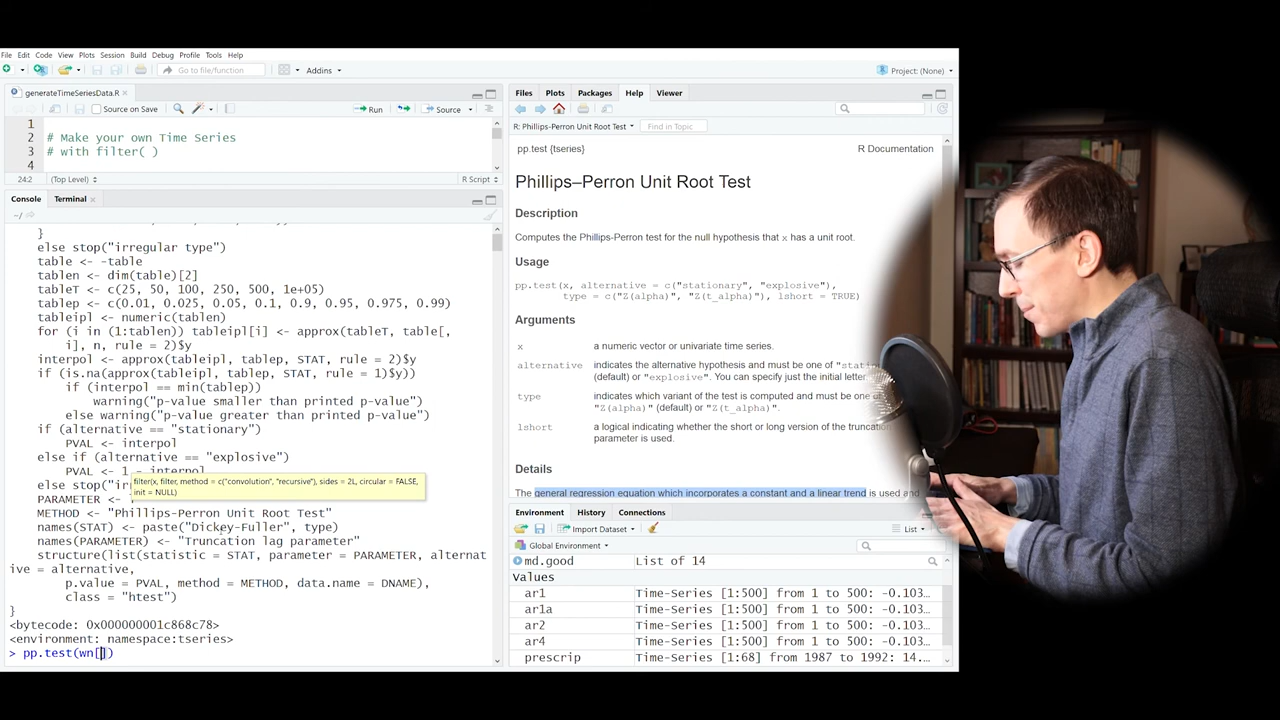 File Edit Code View Plots Session Build Debug Profile Tools Help
Go to file/function Addins Project: (None)
generateTimeSeriesData.R
Source on Save Run Source
1
2 # Make your own Time Series
3 # with filter( )
4
24:2 (Top Level) R Script
Console Terminal
~/
}
else stop("irregular type")
table <- -table
tablen <- dim(table)[2]
tableT <- c(25, 50, 100, 250, 500, 1e+05)
tablep <- c(0.01, 0.025, 0.05, 0.1, 0.9, 0.95, 0.975, 0.99)
tableipl <- numeric(tablen)
for (i in (1:tablen)) tableipl[i] <- approx(tableT, table[,
i], n, rule = 2)$y
interpol <- approx(tableipl, tablep, STAT, rule = 2)$y
if (is.na(approx(tableipl, tablep, STAT, rule = 1)$y))
if (interpol == min(tablep))
warning("p-value smaller than printed p-value")
else warning("p-value greater than printed p-value")
if (alternative == "stationary")
PVAL <- interpol
else if (alternative == "explosive")
PVAL <- 1 - interpol
else stop("irr
filter(x, filter, method = c("convolution", "recursive"), sides = 2L, circular = FALSE,
init = NULL)
PARAMETER <-
METHOD <- "Phillips-Perron Unit Root Test"
names(STAT) <- paste("Dickey-Fuller", type)
names(PARAMETER) <- "Truncation lag parameter"
structure(list(statistic = STAT, parameter = PARAMETER, alternat
ive = alternative,
p.value = PVAL, method = METHOD, data.name = DNAME),
class = "htest")
}
<bytecode: 0x000000001c868c78>
<environment: namespace:tseries>
> pp.test(wn[])
Files Plots Packages Help Viewer
R: Phillips-Perron Unit Root Test Find in Topic
pp.test {tseries} R Documentation
Phillips–Perron Unit Root Test
Description
Computes the Phillips-Perron test for the null hypothesis that x has a unit root.
Usage
pp.test(x, alternative = c("stationary", "explosive"),
type = c("Z(alpha)", "Z(t_alpha)"), lshort = TRUE)
Arguments
x a numeric vector or univariate time series.
alternative indicates the alternative hypothesis and must be one of "stati
(default) or "explosive". You can specify just the initial letter.
type indicates which variant of the test is computed and must be one of
"Z(alpha)" (default) or "Z(t_alpha)".
lshort a logical indicating whether the short or long version of the truncation
parameter is used.
Details
The general regression equation which incorporates a constant and a linear trend is used and
Environment History Connections
Import Dataset List
Global Environment
md.good List of 14
Values
ar1 Time-Series [1:500] from 1 to 500: -0.103…
ar1a Time-Series [1:500] from 1 to 500: -0.103…
ar2 Time-Series [1:500] from 1 to 500: -0.103…
ar4 Time-Series [1:500] from 1 to 500: -0.103…
prescrip Time-Series [1:68] from 1987 to 1992: 14.…